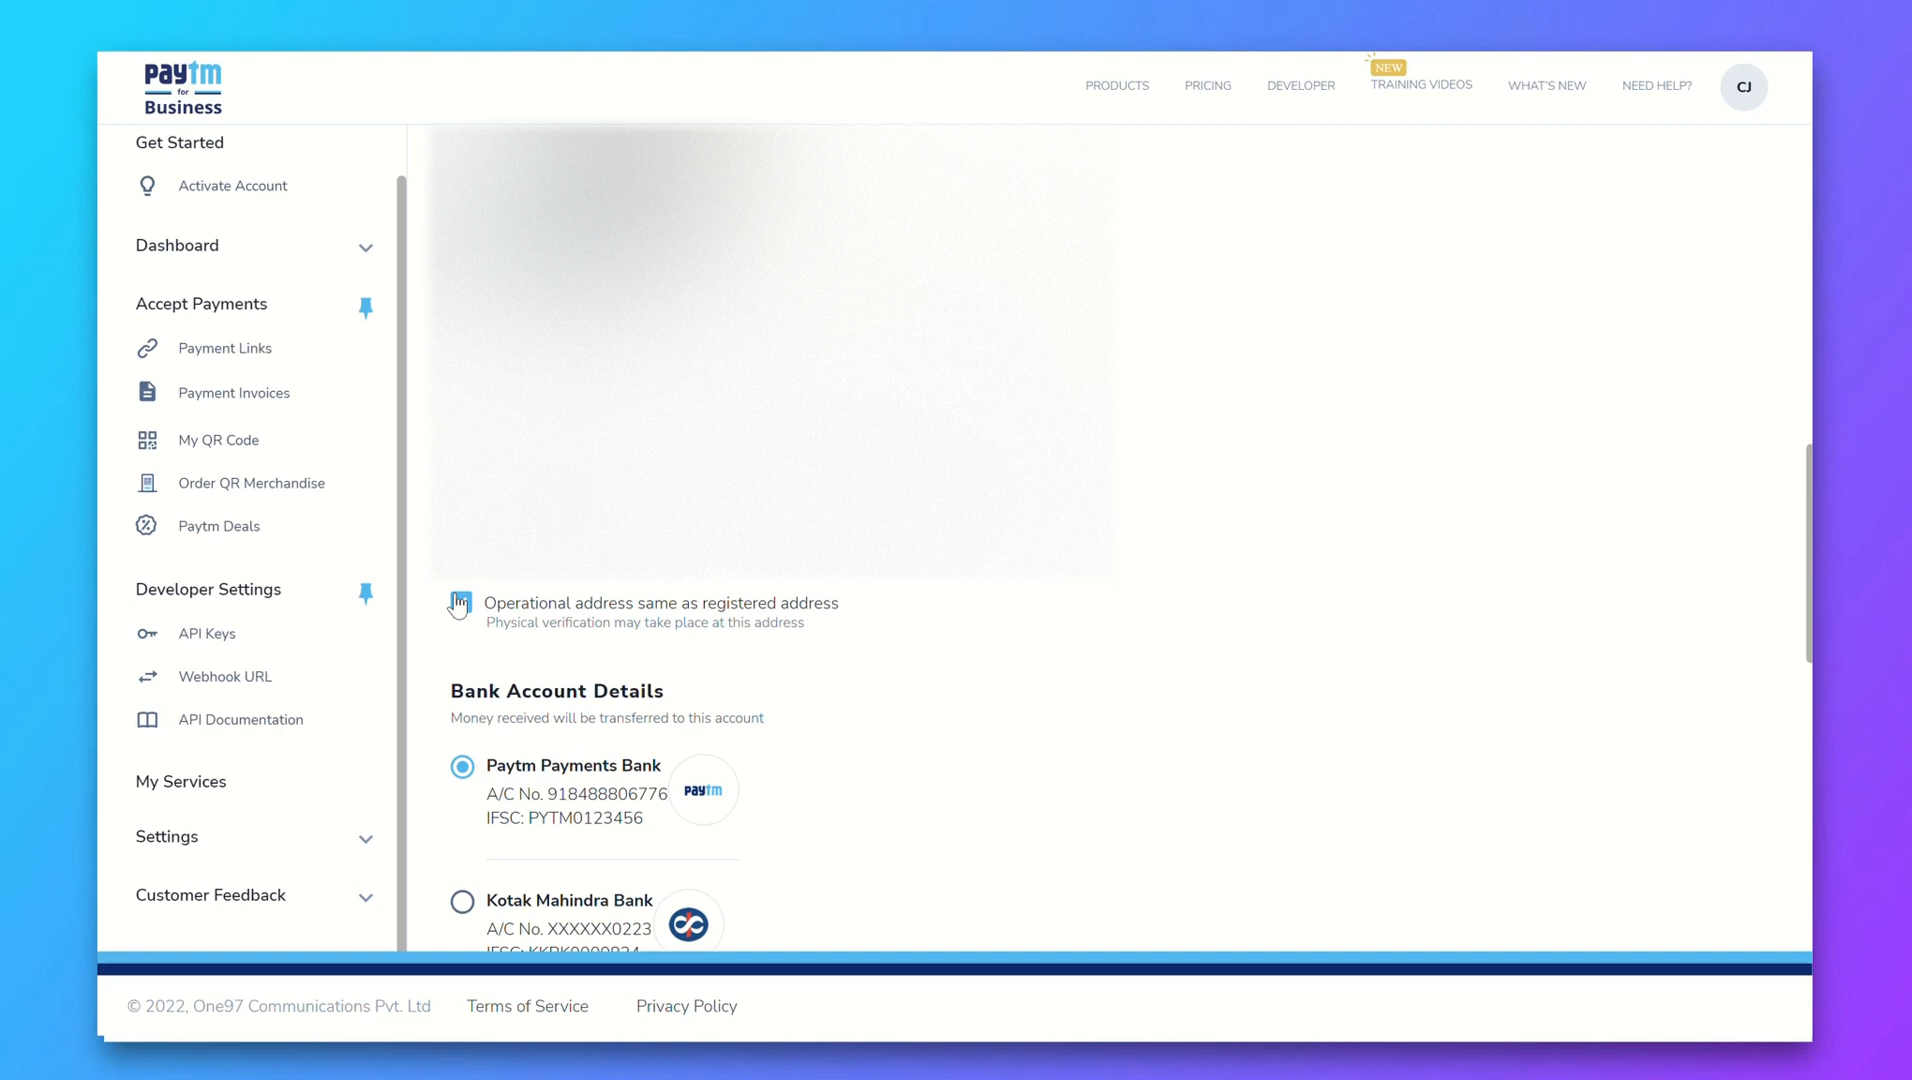 paytm
for
Business
PRODUCTS
PRICING
DEVELOPER
NEW
TRAINING VIDEOS
WHAT'S NEW
NEED HELP?
CJ
Get Started
Activate Account
Dashboard
Accept Payments
Payment Links
Payment Invoices
My QR Code
Order QR Merchandise
Paytm Deals
Developer Settings
API Keys
Webhook URL
API Documentation
My Services
Settings
Customer Feedback
Operational address same as registered address
Physical verification may take place at this address
Bank Account Details
Money received will be transferred to this account
Paytm Payments Bank
A/C No. 918488806776
IFSC: PYTM0123456
paytm
Kotak Mahindra Bank
A/C No. XXXXXX0223
© 2022, One97 Communications Pvt. Ltd
Terms of Service
Privacy Policy